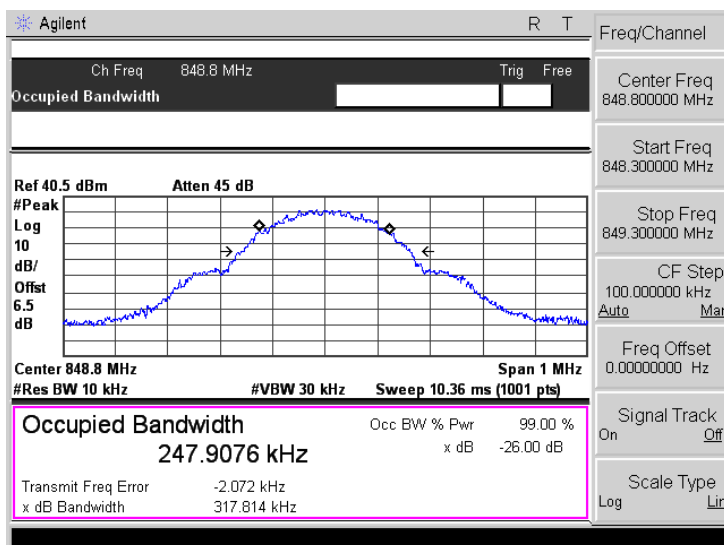 Agilent R T
Freq/Channel
Ch Freq 848.8 MHz Trig Free
Occupied Bandwidth
Center Freq
848.800000 MHz
Start Freq
848.300000 MHz
Stop Freq
849.300000 MHz
CF Step
100.000000 kHz
Auto Man
Freq Offset
0.00000000 Hz
Signal Track
On Off
Scale Type
Log Lin
Ref 40.5 dBm Atten 45 dB
#Peak
Log
10
dB/
Offst
6.5
dB
Center 848.8 MHz Span 1 MHz
#Res BW 10 kHz #VBW 30 kHz Sweep 10.36 ms (1001 pts)
Occupied Bandwidth Occ BW % Pwr 99.00 %
247.9076 kHz x dB -26.00 dB
Transmit Freq Error -2.072 kHz
x dB Bandwidth 317.814 kHz